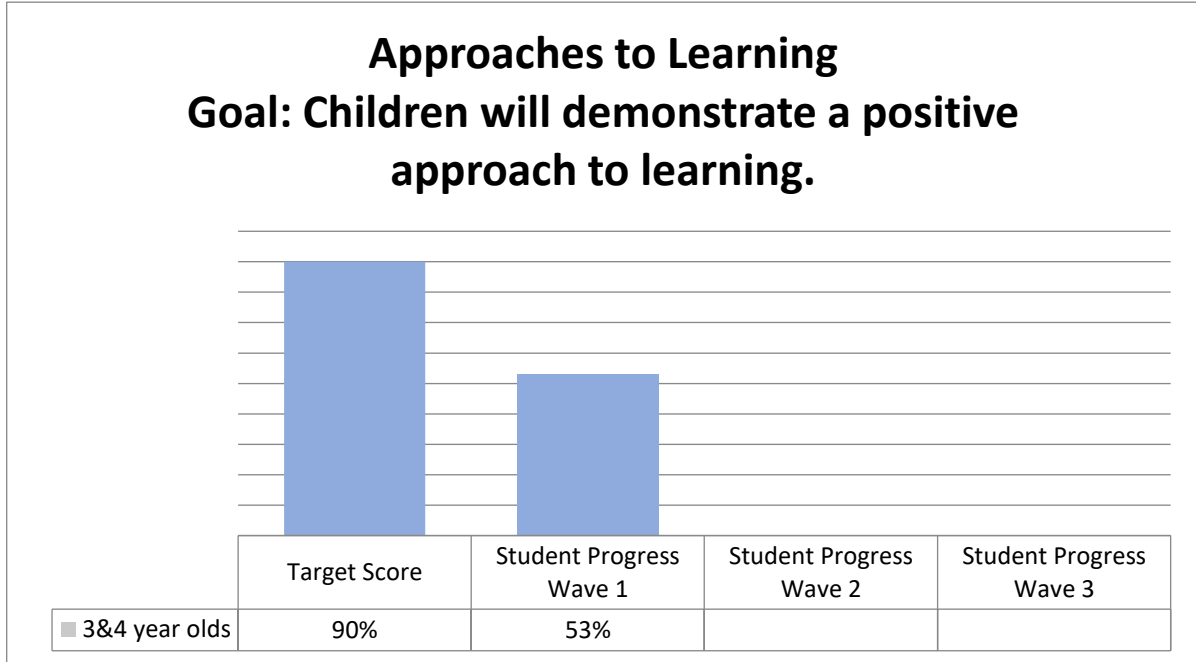 Approaches to Learning
Goal: Children will demonstrate a positive
approach to learning.
Target Score
Student Progress
Wave 1
Student Progress
Wave 2
Student Progress
Wave 3
3&4 year olds
90%
53%